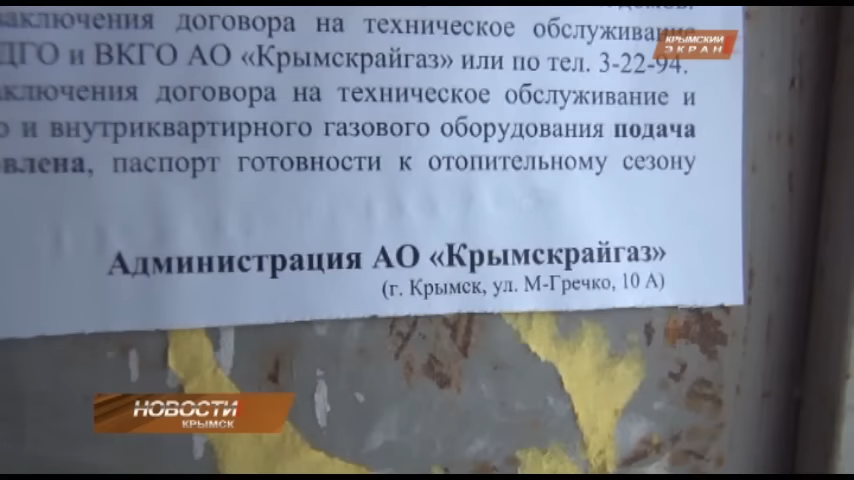 заключения договора на техническое обслуживание
ДГО и ВКГО АО «Крымскрайгаз» или по тел. 3-22-94.
заключения договора на техническое обслуживание и
о и внутриквартирного газового оборудования подача
овлена, паспорт готовности к отопительному сезону
Администрация АО «Крымскрайгаз»
(г. Крымск, ул. М-Гречко, 10 А)
КРЫМСКИЙ
ЭКРАН
НОВОСТИ
КРЫМСК